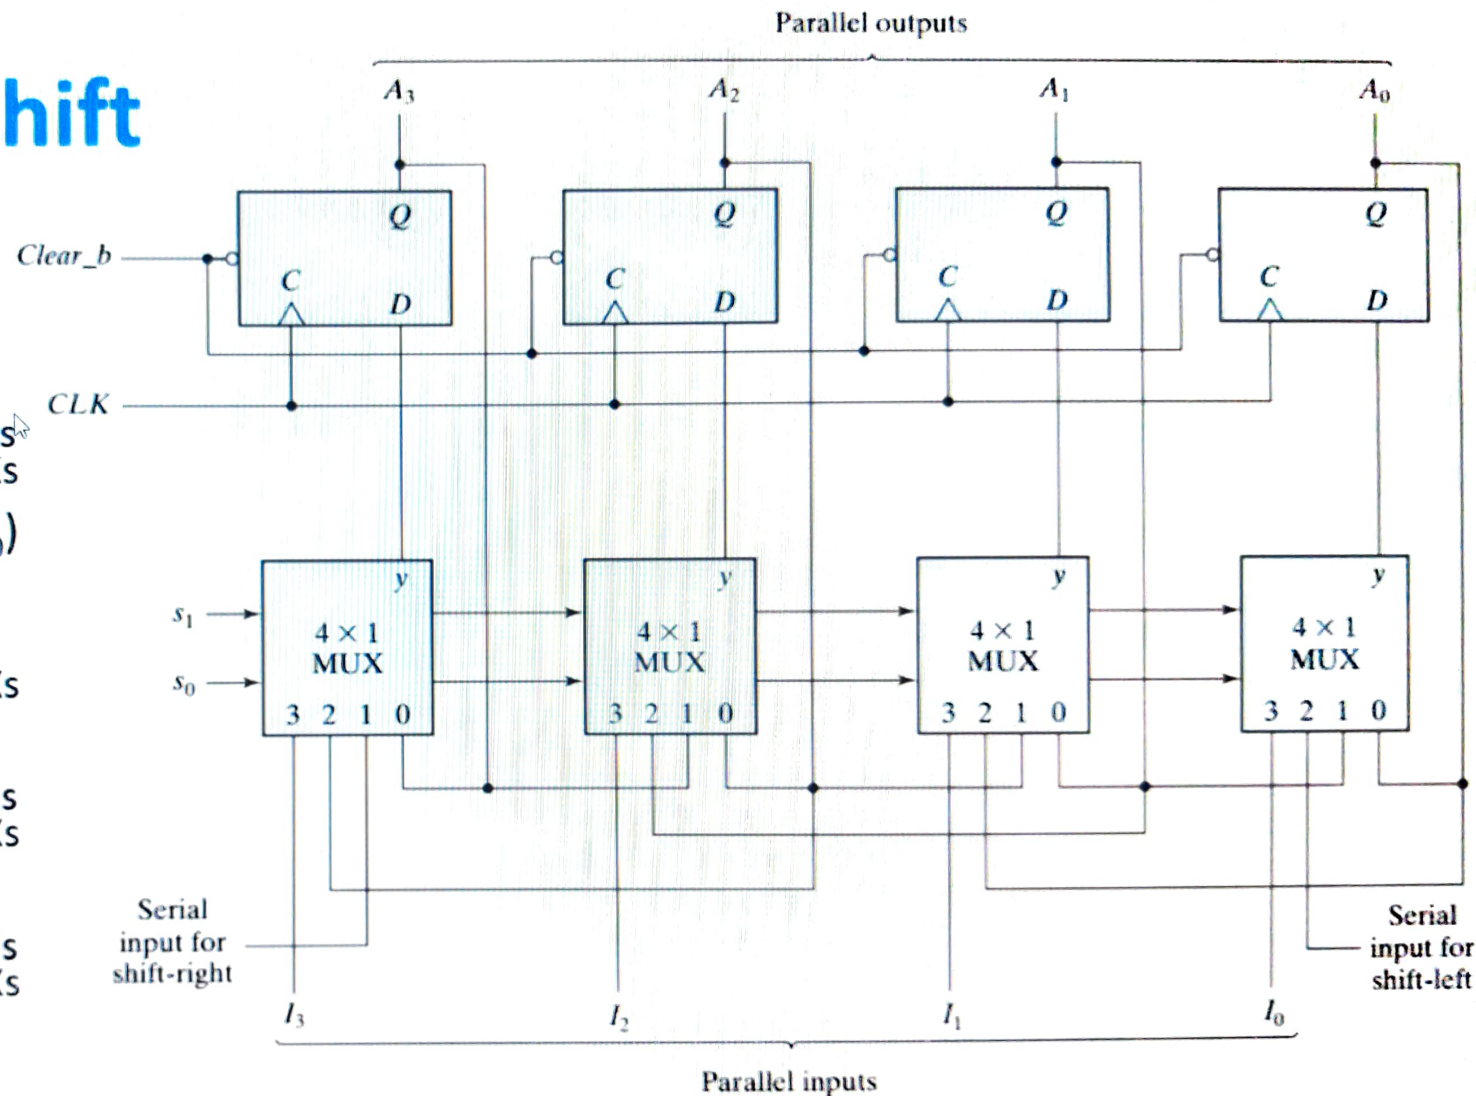 Parallel outputs
hift
A3 A2 A1 A0
Q Q Q Q
Clear_b
C D C D C D C D
CLK
s
s
)
y y y y
s1
4 × 1 4 × 1 4 × 1 4 × 1
MUX MUX MUX MUX
s0
s
3 2 1 0 3 2 1 0 3 2 1 0 3 2 1 0
s
s
Serial
input for
shift-right
s
s
Serial
input for
shift-left
I3 I2 I1 I0
Parallel inputs